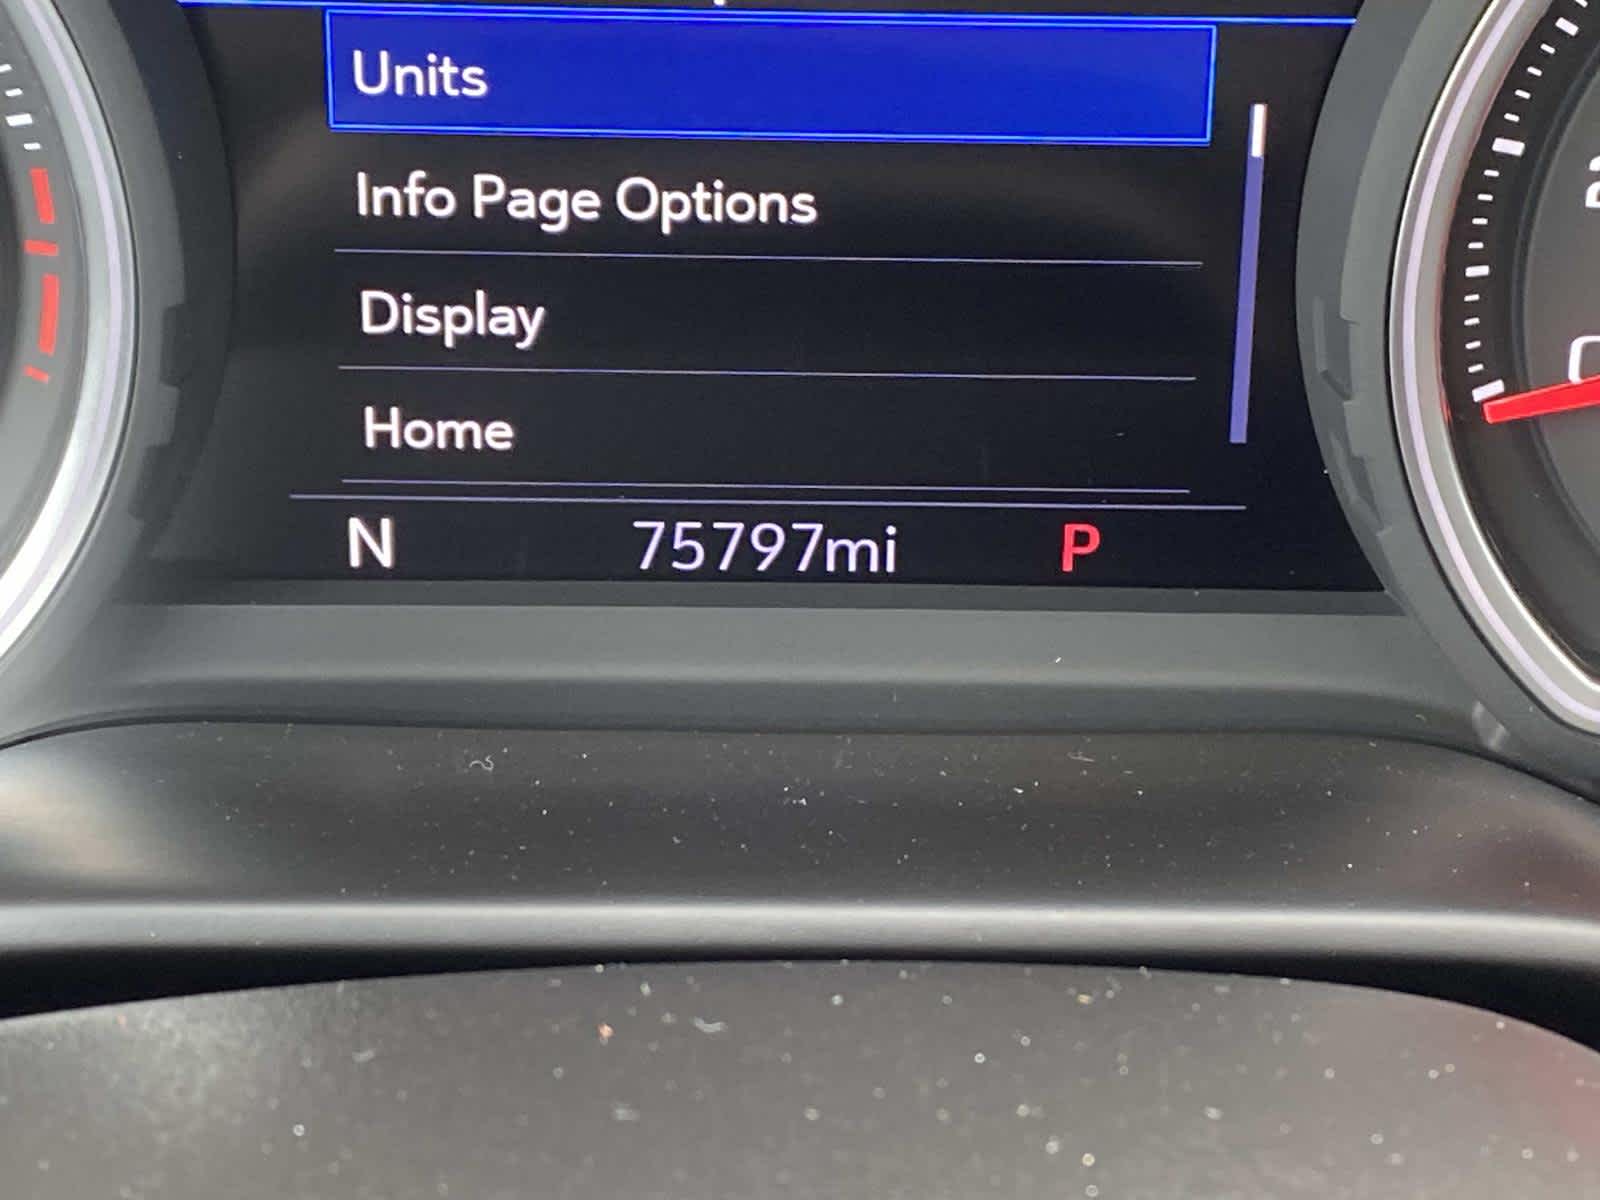 Units
Info Page Options
Display
Home
N 75797mi P